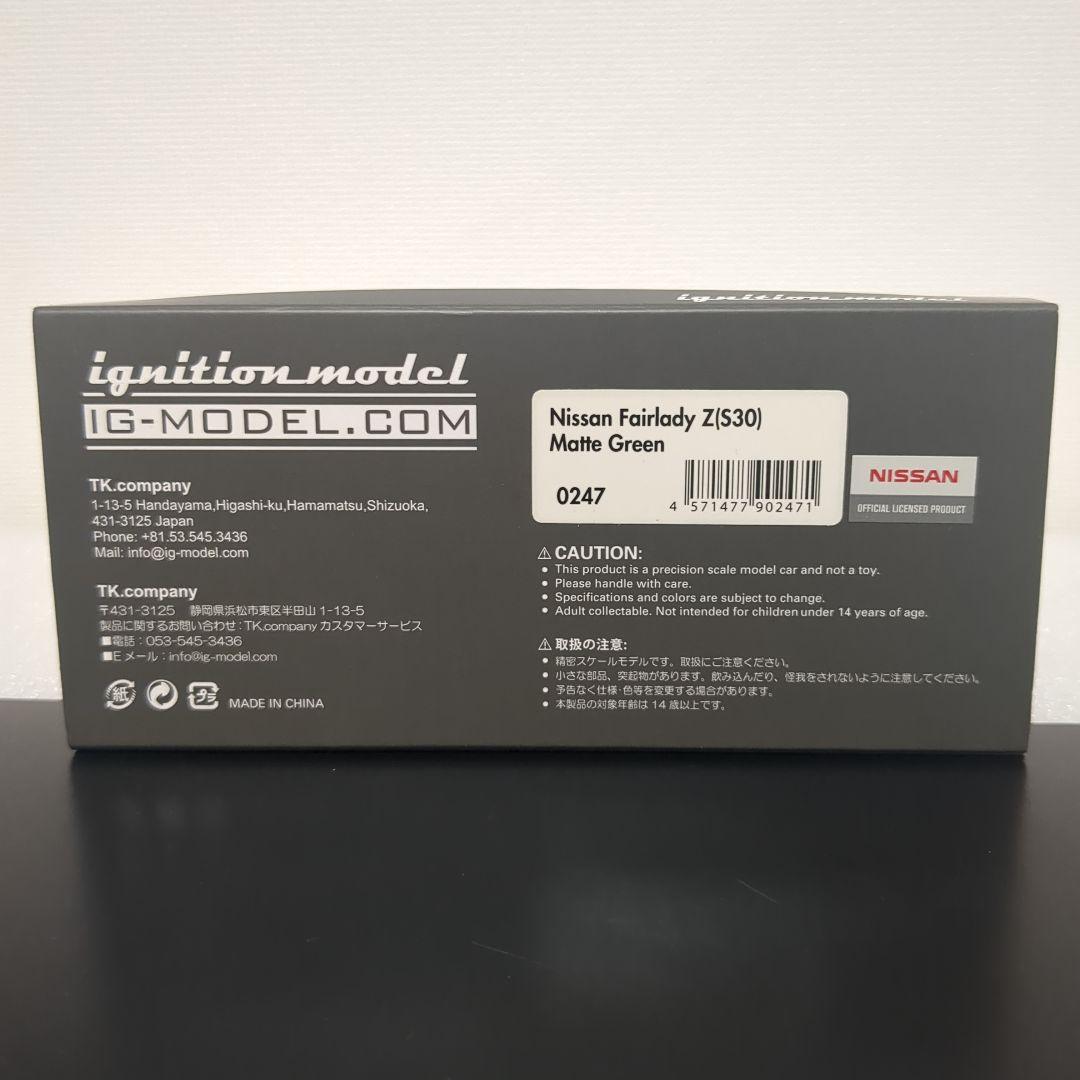 ignition model
ignition model
IG-MODEL.COM
TK.company
1-13-5 Handayama,Higashi-ku,Hamamatsu,Shizuoka,
431-3125 Japan
Phone: +81.53.545.3436
Mail: info@ig-model.com
TK.company
〒431-3125 静岡県浜松市東区半田山 1-13-5
製品に関するお問い合わせ：TK.company カスタマーサービス
■電話：053-545-3436
■E メール：info@ig-model.com
紙 プラ MADE IN CHINA
Nissan Fairlady Z(S30)
Matte Green
0247
4 571477 902471
NISSAN
OFFICIAL LICENSED PRODUCT
⚠ CAUTION:
• This product is a precision scale model car and not a toy.
• Please handle with care.
• Specifications and colors are subject to change.
• Adult collectable. Not intended for children under 14 years of age.
⚠ 取扱の注意:
• 精密スケールモデルです。取扱にご注意ください。
• 小さな部品、突起物があります。飲み込んだり、怪我をされないように注意してください。
• 予告なく仕様・色等を変更する場合があります。
• 本製品の対象年齢は 14 歳以上です。